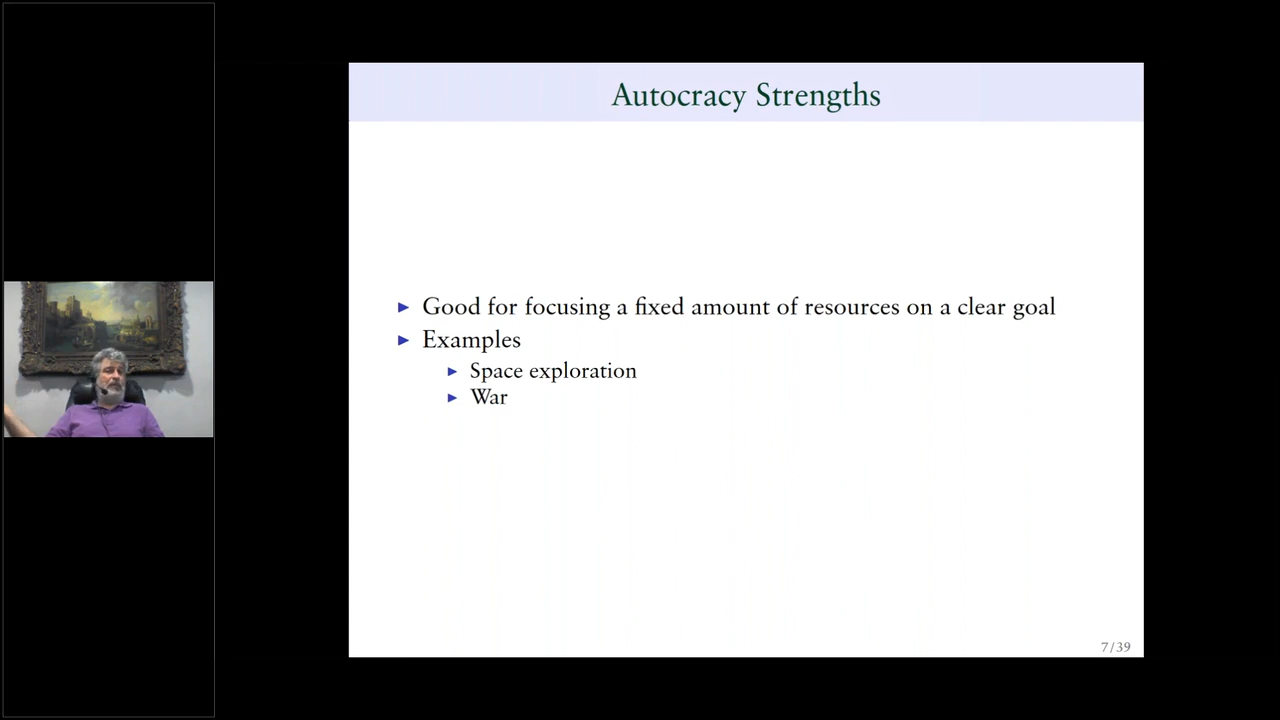 Autocracy Strengths
Good for focusing a fixed amount of resources on a clear goal
Examples
Space exploration
War
7/39